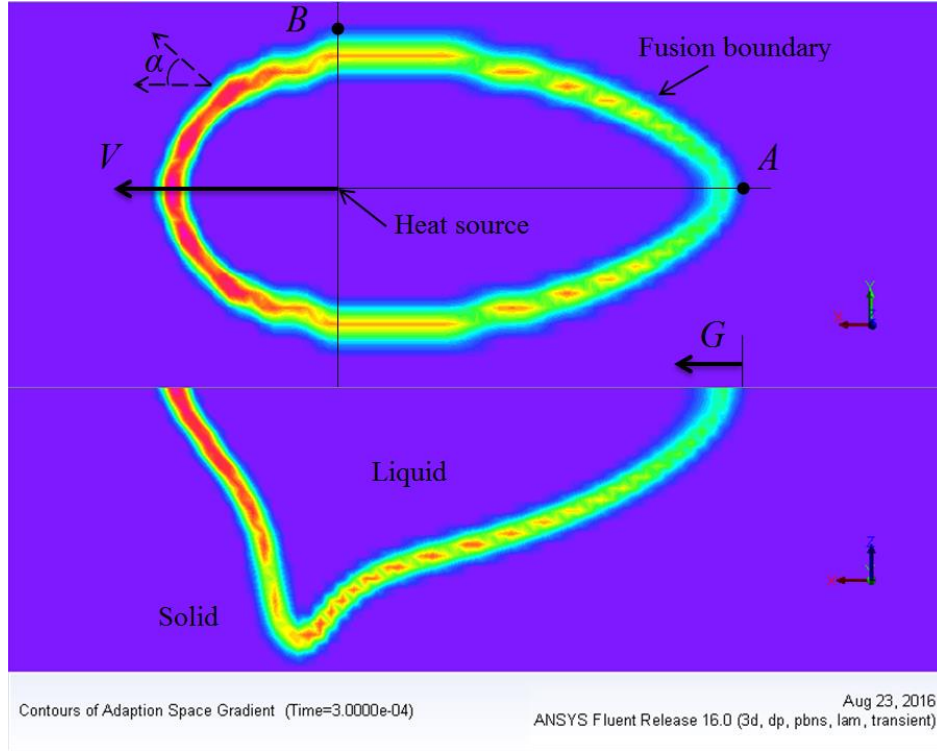 B
Fusion boundary
α
V
A
Heat source
Y
X
Z
G
Liquid
Z
X
Solid
Contours of Adaption Space Gradient (Time=3.0000e-04)
Aug 23, 2016
ANSYS Fluent Release 16.0 (3d, dp, pbns, lam, transient)